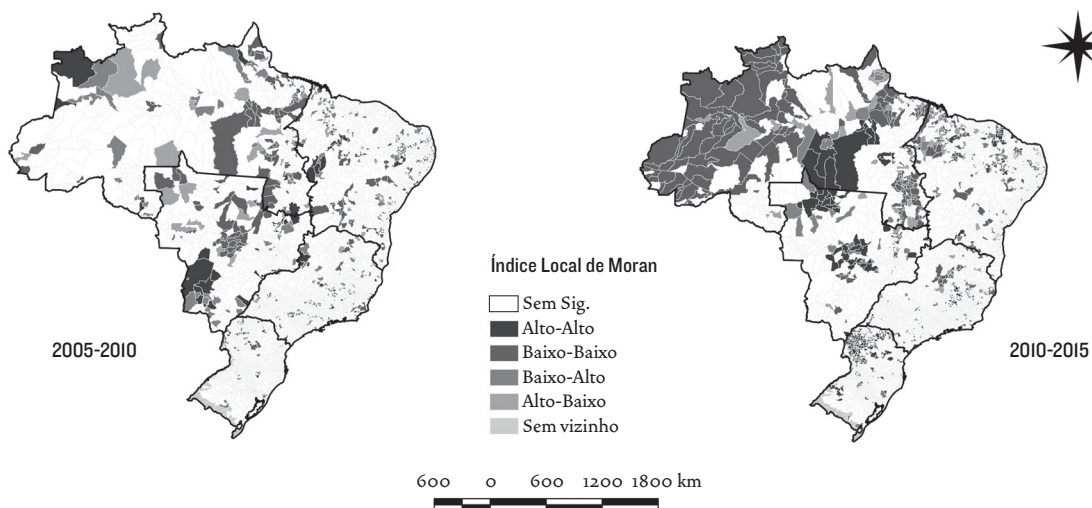 Índice Local de Moran
Sem Sig.
Alto-Alto
Baixo-Baixo
Baixo-Alto
Alto-Baixo
Sem vizinho
2005-2010
2010-2015
600 0 600 1200 1800 km